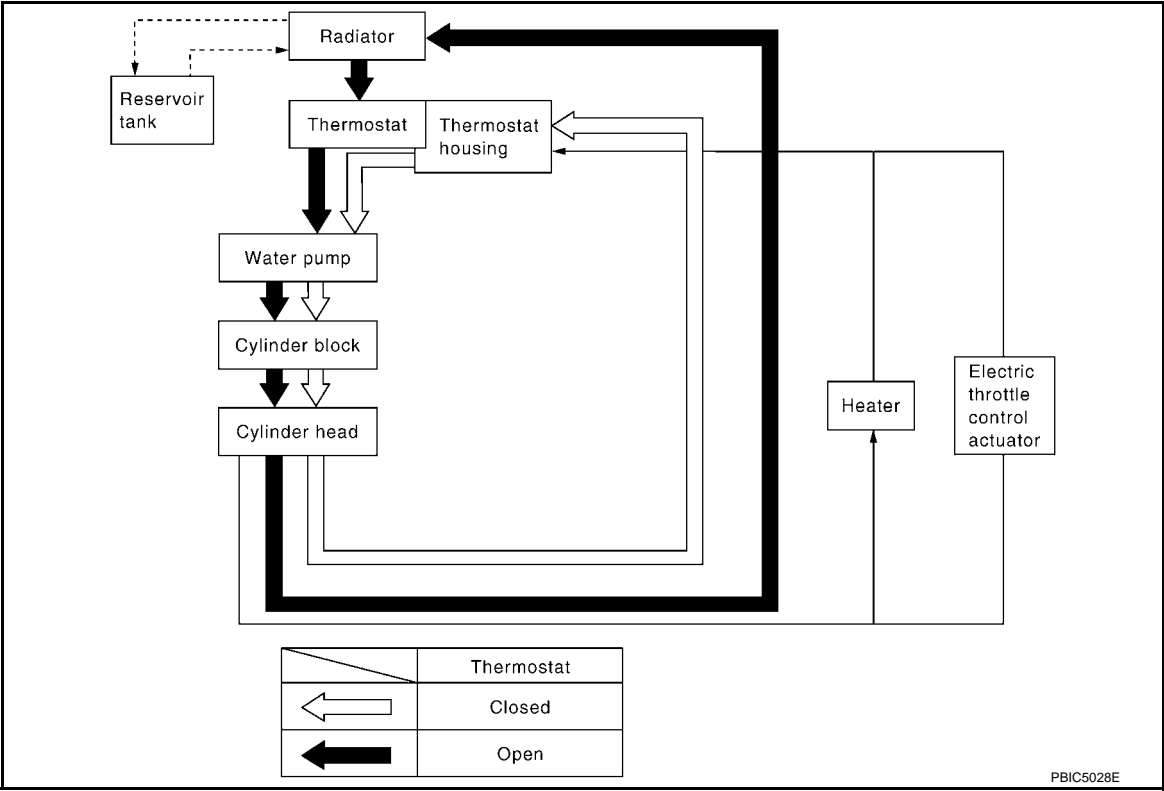 Radiator
Reservoir
tank
Thermostat
Thermostat
housing
Water pump
Cylinder block
Cylinder head
Heater
Electric
throttle
control
actuator
Thermostat
Closed
Open
PBIC5028E